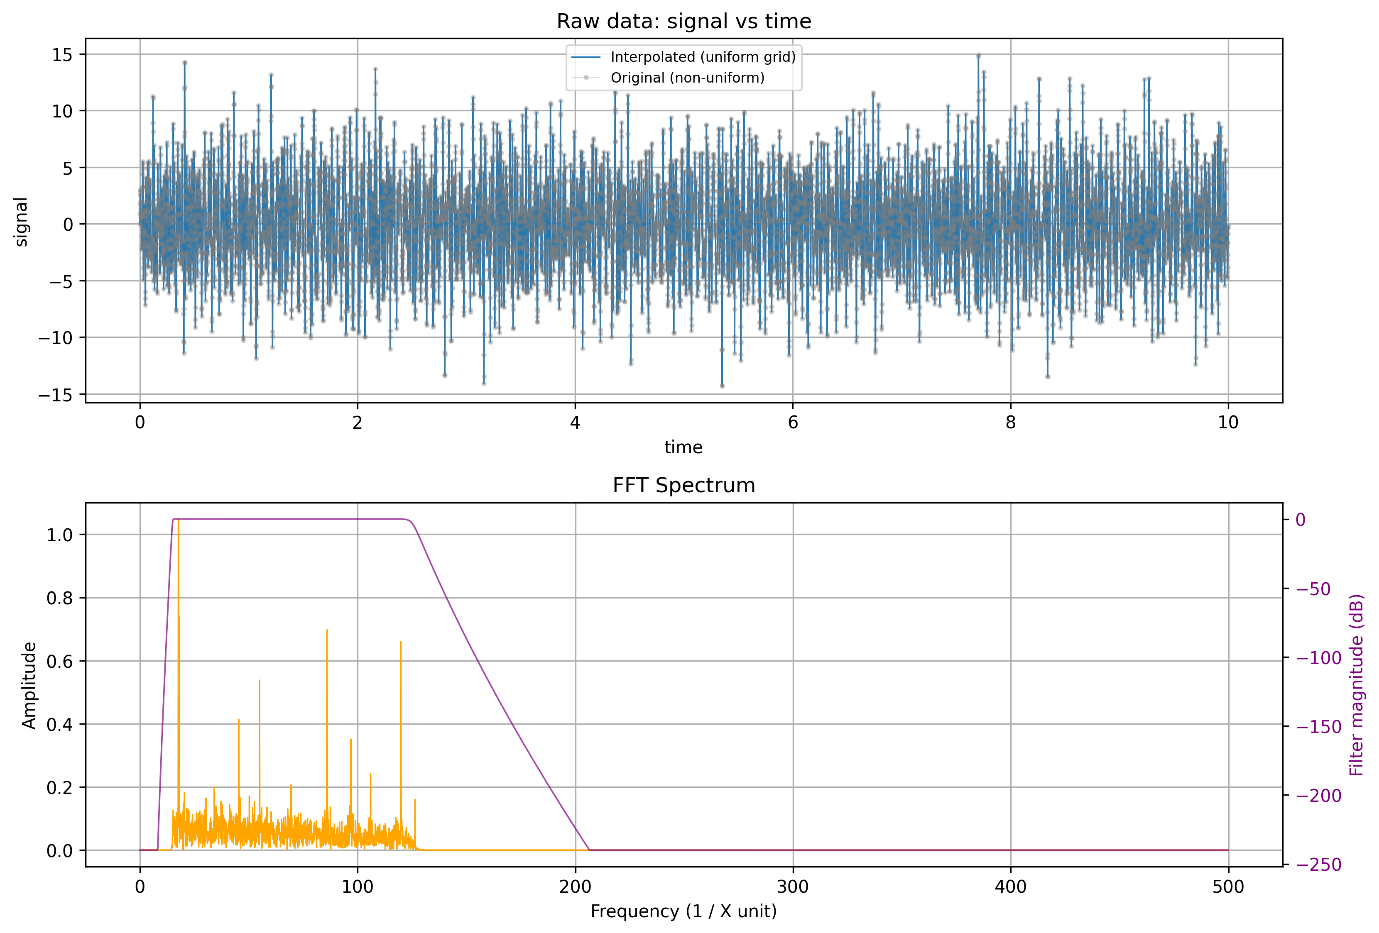 Raw data: signal vs time
Interpolated (uniform grid)
Original (non-uniform)
15
10
5
0
−5
−10
−15
signal
0 2 4 6 8 10
time
FFT Spectrum
1.0
0.8
0.6
0.4
0.2
0.0
Amplitude
0
−50
−100
−150
−200
−250
Filter magnitude (dB)
0 100 200 300 400 500
Frequency (1 / X unit)